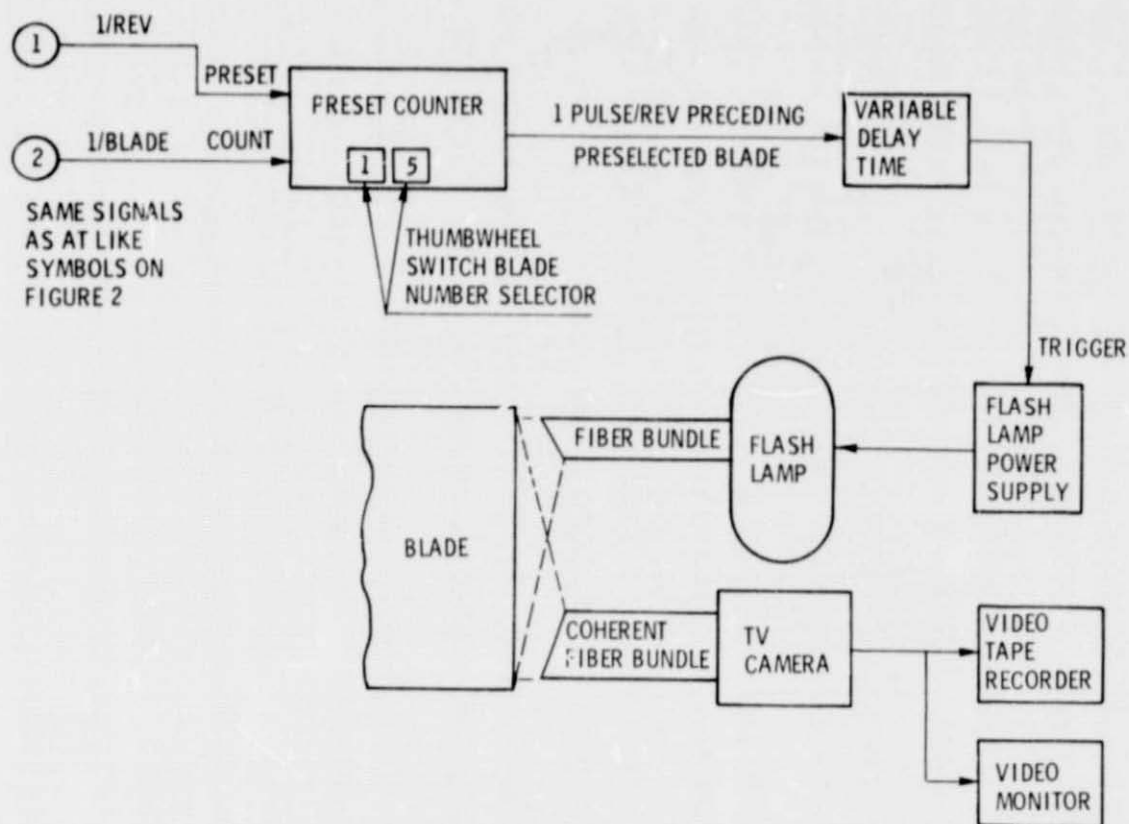 1
1/REV
PRESET
PRESET COUNTER
2
1/BLADE
COUNT
1 5
1 PULSE/REV PRECEDING
PRESELECTED BLADE
VARIABLE
DELAY
TIME
SAME SIGNALS
AS AT LIKE
SYMBOLS ON
FIGURE 2
THUMBWHEEL
SWITCH BLADE
NUMBER SELECTOR
TRIGGER
FLASH
LAMP
POWER
SUPPLY
FLASH
LAMP
FIBER BUNDLE
BLADE
COHERENT
FIBER BUNDLE
TV
CAMERA
VIDEO
TAPE
RECORDER
VIDEO
MONITOR